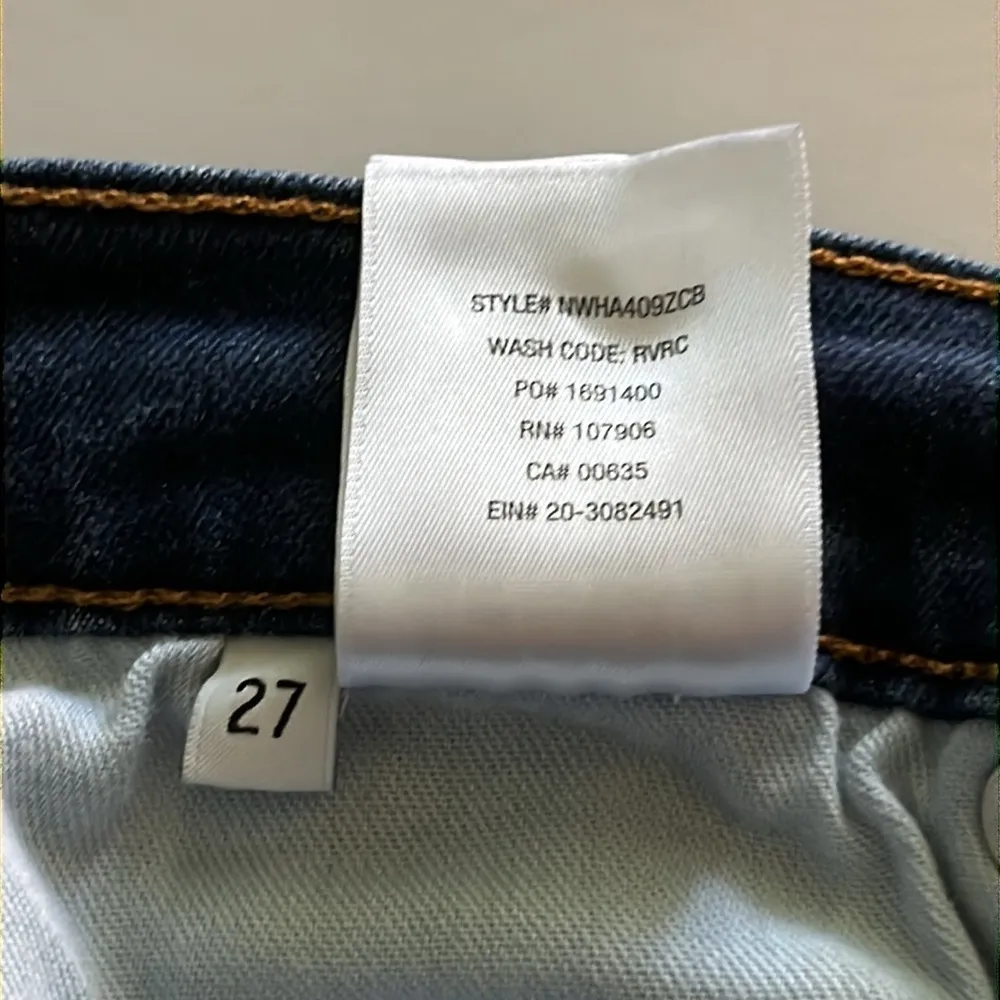 STYLE# NWHA409ZCB
WASH CODE: RVRC
PO# 1691400
RN# 107906
CA# 00635
EIN# 20-3082491
27